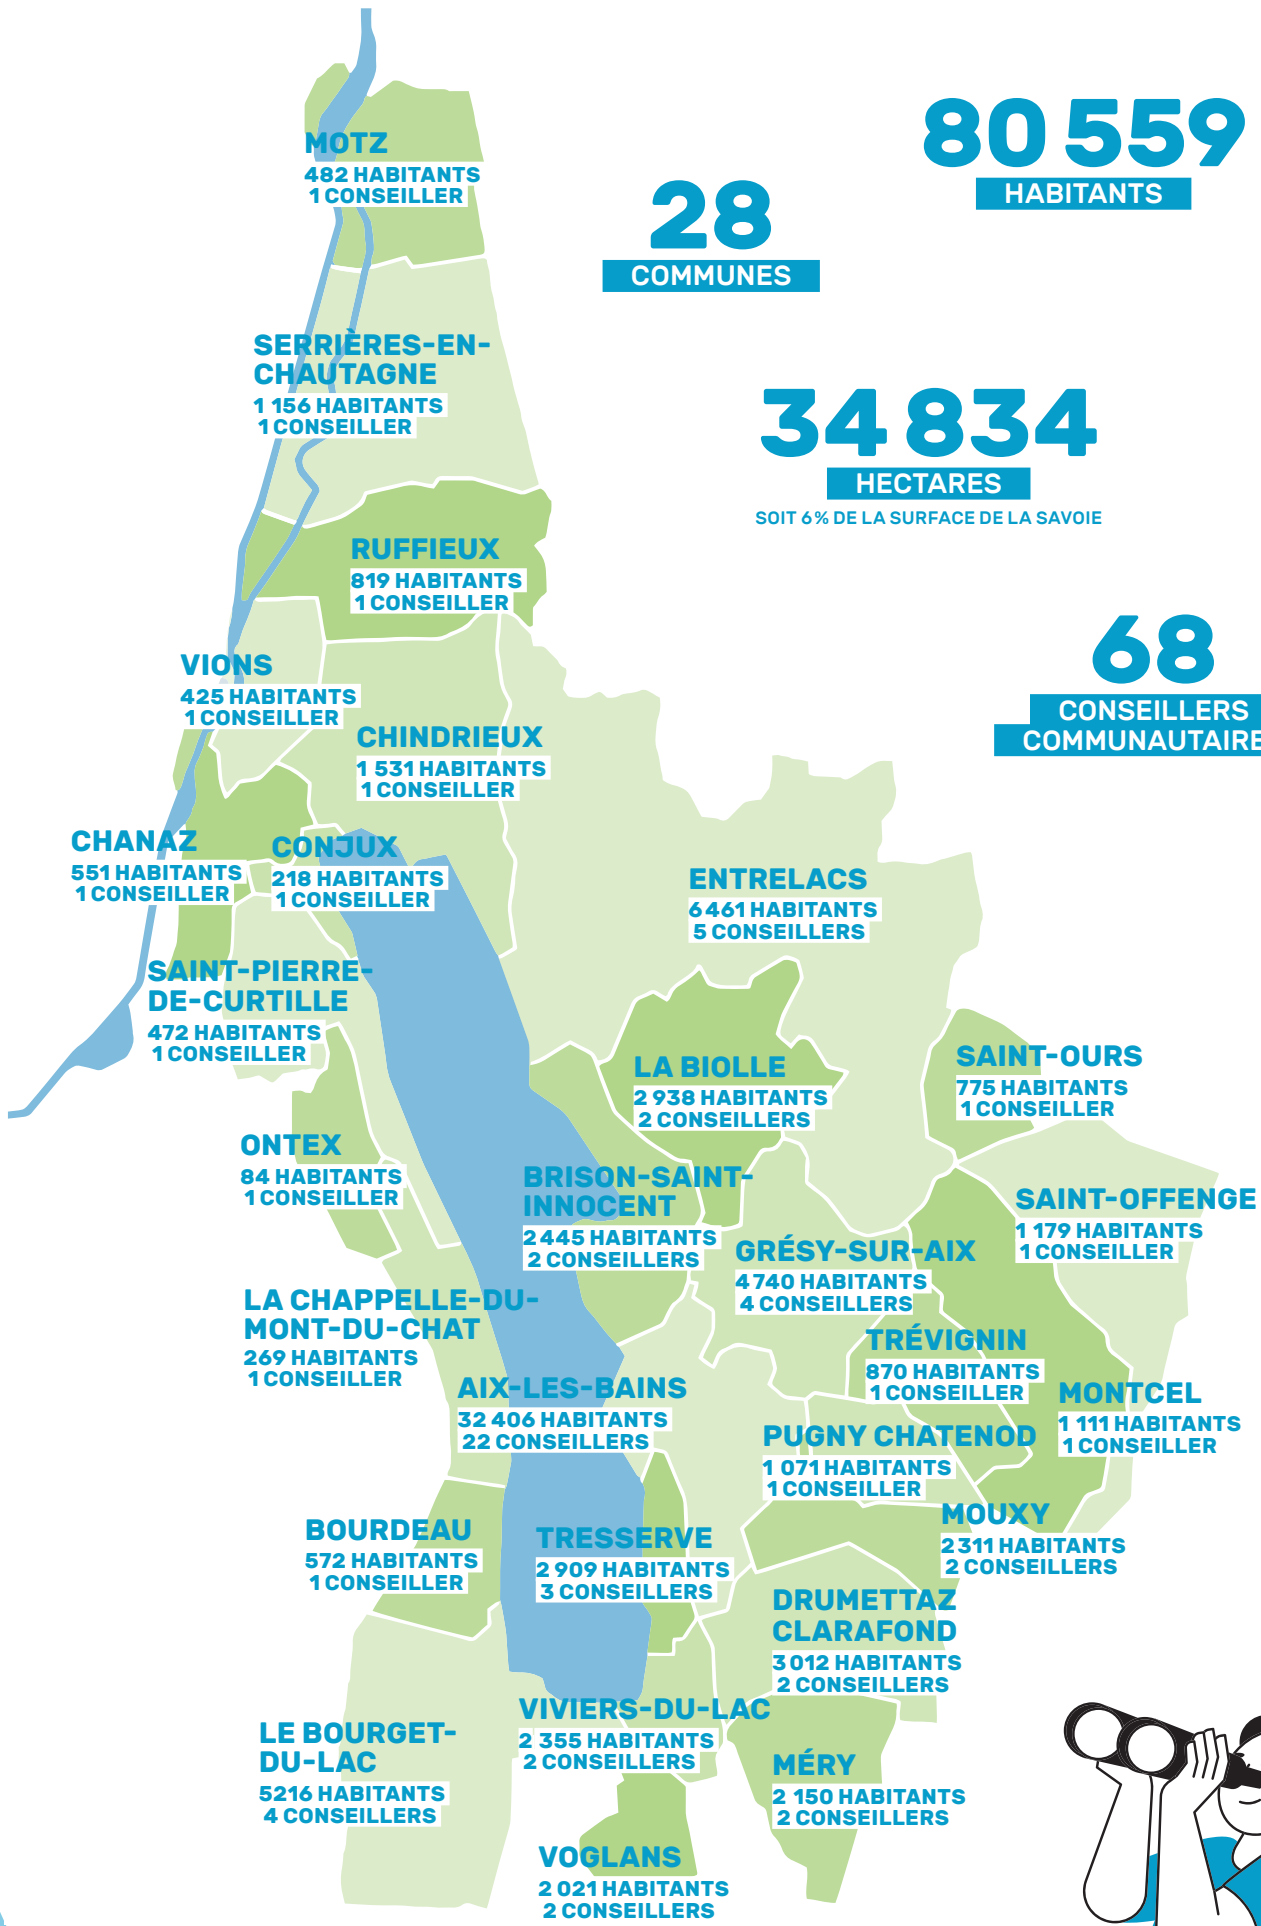 80 559
HABITANTS
28
COMMUNES
34 834
HECTARES
SOIT 6% DE LA SURFACE DE LA SAVOIE
68
CONSEILLERS
COMMUNAUTAIRE
MOTZ
482 HABITANTS
1 CONSEILLER
SERRIÈRES-EN-
CHAUTAGNE
1 156 HABITANTS
1 CONSEILLER
RUFFIEUX
819 HABITANTS
1 CONSEILLER
VIONS
425 HABITANTS
1 CONSEILLER
CHINDRIEUX
1 531 HABITANTS
1 CONSEILLER
CHANAZ
551 HABITANTS
1 CONSEILLER
CONJUX
218 HABITANTS
1 CONSEILLER
ENTRELACS
6 461 HABITANTS
5 CONSEILLERS
SAINT-PIERRE-
DE-CURTILLE
472 HABITANTS
1 CONSEILLER
LA BIOLLE
2 938 HABITANTS
2 CONSEILLERS
SAINT-OURS
775 HABITANTS
1 CONSEILLER
ONTEX
84 HABITANTS
1 CONSEILLER
BRISON-SAINT-
INNOCENT
2 445 HABITANTS
2 CONSEILLERS
SAINT-OFFENGE
1 179 HABITANTS
1 CONSEILLER
GRÉSY-SUR-AIX
4 740 HABITANTS
4 CONSEILLERS
LA CHAPPELLE-DU-
MONT-DU-CHAT
269 HABITANTS
1 CONSEILLER
TRÉVIGNIN
870 HABITANTS
1 CONSEILLER
AIX-LES-BAINS
32 406 HABITANTS
22 CONSEILLERS
MONTCEL
1 111 HABITANTS
1 CONSEILLER
PUGNY CHATENOD
1 071 HABITANTS
1 CONSEILLER
MOUXY
2 311 HABITANTS
2 CONSEILLERS
BOURDEAU
572 HABITANTS
1 CONSEILLER
TRESSERVE
2 909 HABITANTS
3 CONSEILLERS
DRUMETTAZ
CLARAFOND
3 012 HABITANTS
2 CONSEILLERS
VIVIERS-DU-LAC
2 355 HABITANTS
2 CONSEILLERS
LE BOURGET-
DU-LAC
5216 HABITANTS
4 CONSEILLERS
MÉRY
2 150 HABITANTS
2 CONSEILLERS
VOGLANS
2 021 HABITANTS
2 CONSEILLERS